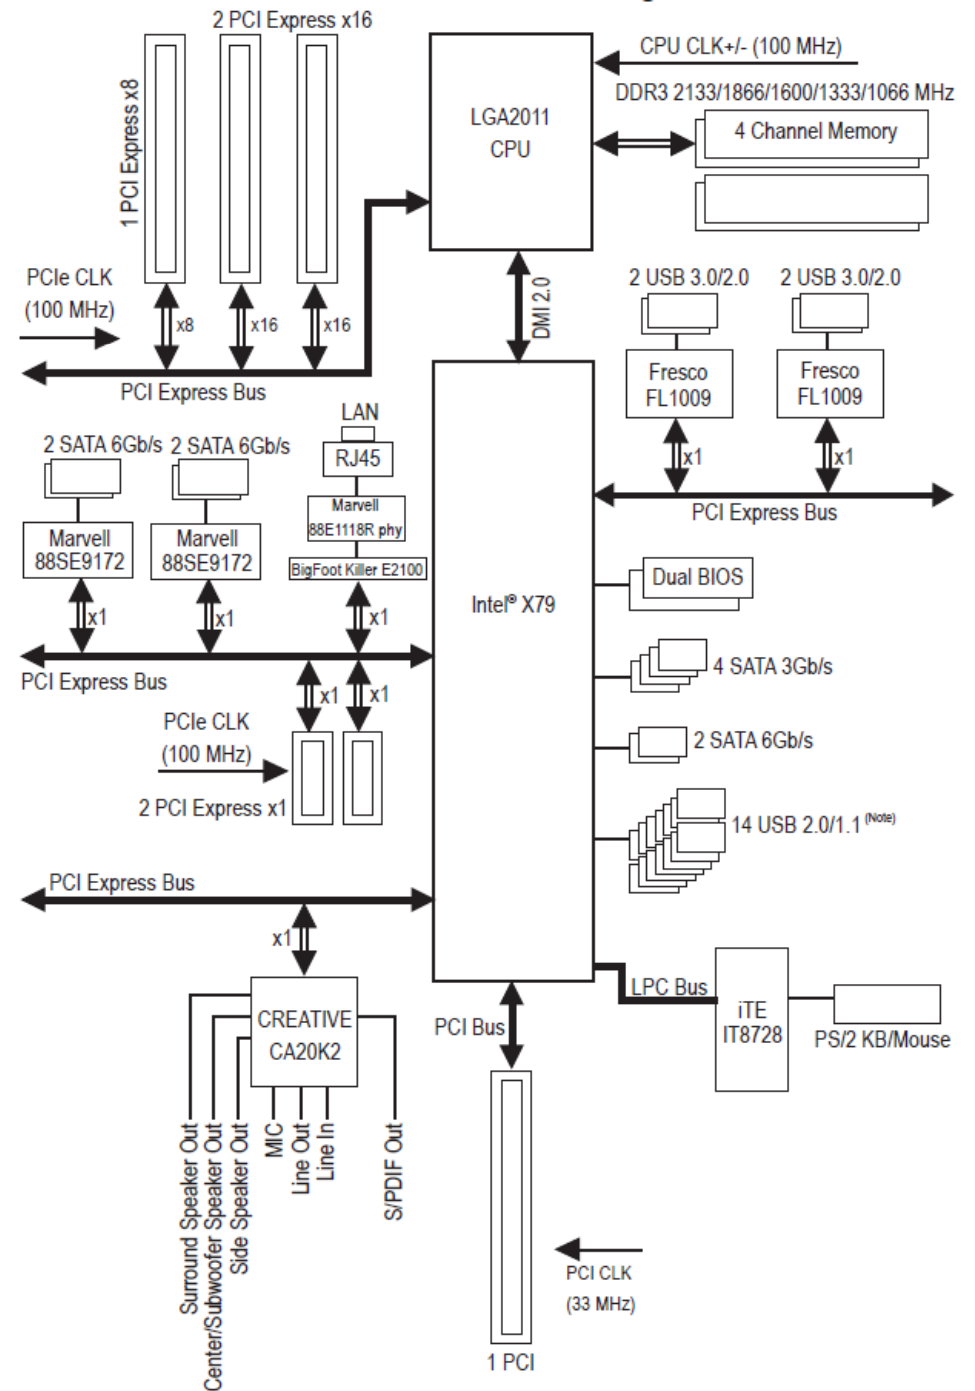 2 PCI Express x16
1 PCI Express x8
LGA2011
CPU
CPU CLK+/- (100 MHz)
DDR3 2133/1866/1600/1333/1066 MHz
4 Channel Memory
PCIe CLK
(100 MHz)
x8
x16
x16
PCI Express Bus
DMI 2.0
2 USB 3.0/2.0
2 USB 3.0/2.0
Fresco
FL1009
Fresco
FL1009
x1
x1
PCI Express Bus
LAN
RJ45
Marvell
88E1118R phy
BigFoot Killer E2100
2 SATA 6Gb/s
2 SATA 6Gb/s
Marvell
88SE9172
Marvell
88SE9172
x1
x1
x1
PCI Express Bus
x1
x1
PCIe CLK
(100 MHz)
2 PCI Express x1
Intel® X79
Dual BIOS
4 SATA 3Gb/s
2 SATA 6Gb/s
14 USB 2.0/1.1 (Note)
PCI Express Bus
x1
CREATIVE
CA20K2
Surround Speaker Out
Center/Subwoofer Speaker Out
Side Speaker Out
MIC
Line Out
Line In
S/PDIF Out
PCI Bus
LPC Bus
iTE
IT8728
PS/2 KB/Mouse
PCI CLK
(33 MHz)
1 PCI